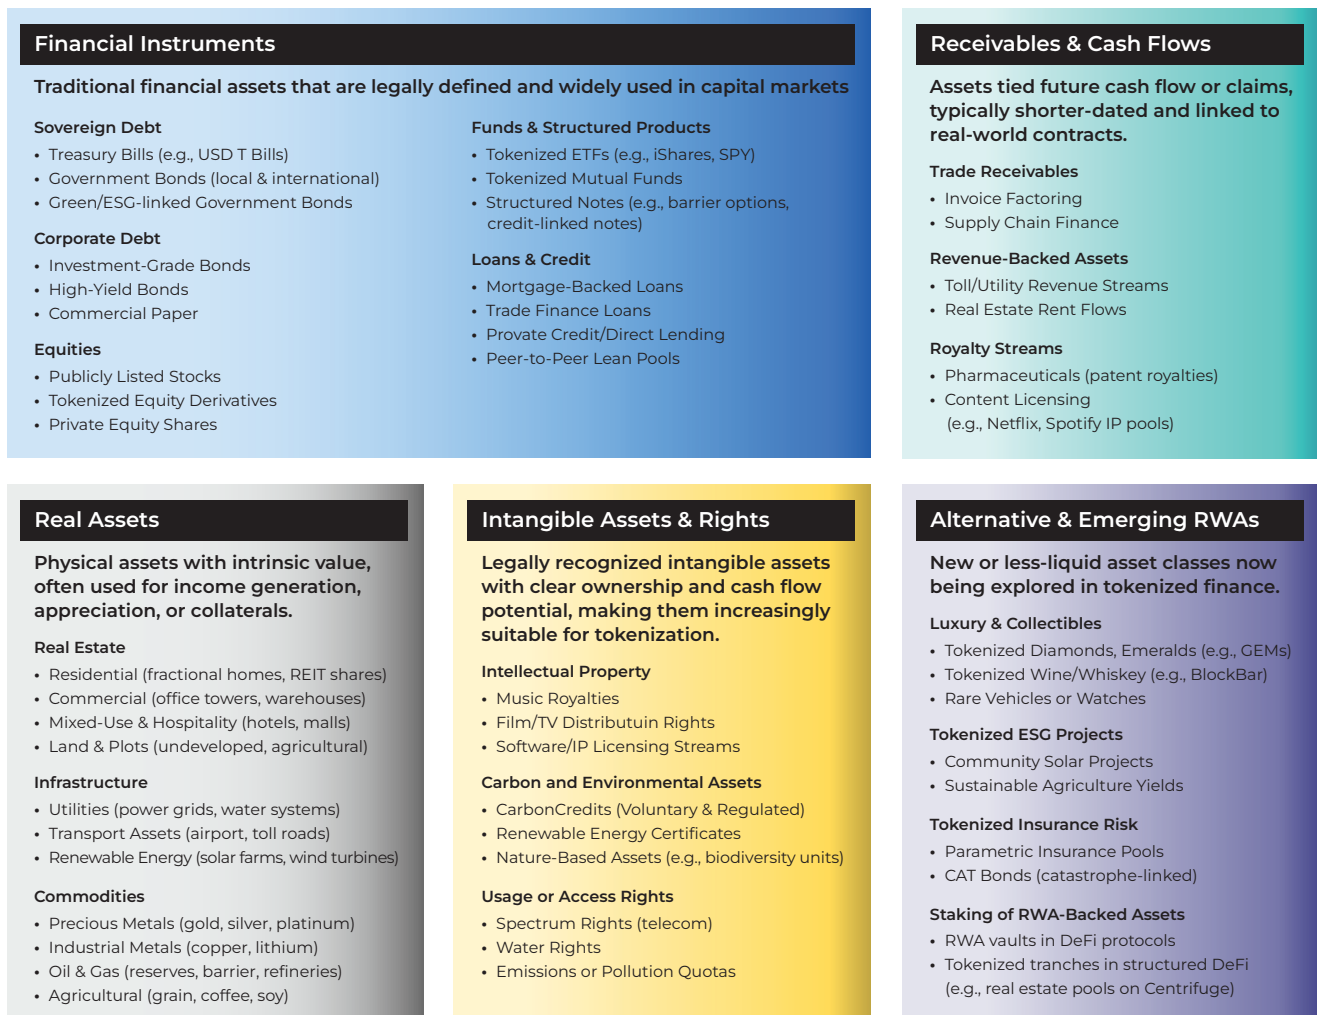 Financial Instruments
Traditional financial assets that are legally defined and widely used in capital markets
Sovereign Debt
• Treasury Bills (e.g., USD T Bills)
• Government Bonds (local & international)
• Green/ESG-linked Government Bonds
Corporate Debt
• Investment-Grade Bonds
• High-Yield Bonds
• Commercial Paper
Equities
• Publicly Listed Stocks
• Tokenized Equity Derivatives
• Private Equity Shares
Funds & Structured Products
• Tokenized ETFs (e.g., iShares, SPY)
• Tokenized Mutual Funds
• Structured Notes (e.g., barrier options,
credit-linked notes)
Loans & Credit
• Mortgage-Backed Loans
• Trade Finance Loans
• Provate Credit/Direct Lending
• Peer-to-Peer Lean Pools
Receivables & Cash Flows
Assets tied future cash flow or claims,
typically shorter-dated and linked to
real-world contracts.
Trade Receivables
• Invoice Factoring
• Supply Chain Finance
Revenue-Backed Assets
• Toll/Utility Revenue Streams
• Real Estate Rent Flows
Royalty Streams
• Pharmaceuticals (patent royalties)
• Content Licensing
(e.g., Netflix, Spotify IP pools)
Real Assets
Physical assets with intrinsic value,
often used for income generation,
appreciation, or collaterals.
Real Estate
• Residential (fractional homes, REIT shares)
• Commercial (office towers, warehouses)
• Mixed-Use & Hospitality (hotels, malls)
• Land & Plots (undeveloped, agricultural)
Infrastructure
• Utilities (power grids, water systems)
• Transport Assets (airport, toll roads)
• Renewable Energy (solar farms, wind turbines)
Commodities
• Precious Metals (gold, silver, platinum)
• Industrial Metals (copper, lithium)
• Oil & Gas (reserves, barrier, refineries)
• Agricultural (grain, coffee, soy)
Intangible Assets & Rights
Legally recognized intangible assets
with clear ownership and cash flow
potential, making them increasingly
suitable for tokenization.
Intellectual Property
• Music Royalties
• Film/TV Distributuin Rights
• Software/IP Licensing Streams
Carbon and Environmental Assets
• CarbonCredits (Voluntary & Regulated)
• Renewable Energy Certificates
• Nature-Based Assets (e.g., biodiversity units)
Usage or Access Rights
• Spectrum Rights (telecom)
• Water Rights
• Emissions or Pollution Quotas
Alternative & Emerging RWAs
New or less-liquid asset classes now
being explored in tokenized finance.
Luxury & Collectibles
• Tokenized Diamonds, Emeralds (e.g., GEMs)
• Tokenized Wine/Whiskey (e.g., BlockBar)
• Rare Vehicles or Watches
Tokenized ESG Projects
• Community Solar Projects
• Sustainable Agriculture Yields
Tokenized Insurance Risk
• Parametric Insurance Pools
• CAT Bonds (catastrophe-linked)
Staking of RWA-Backed Assets
• RWA vaults in DeFi protocols
• Tokenized tranches in structured DeFi
(e.g., real estate pools on Centrifuge)